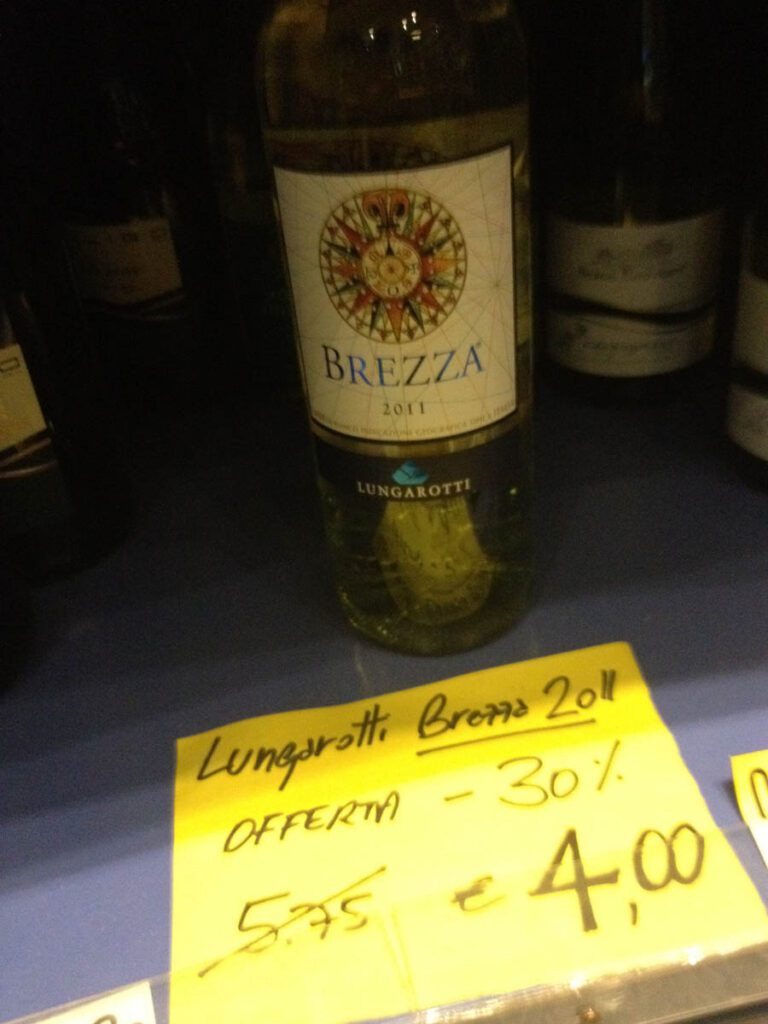 BREZZA
2011
LUNGAROTTI
Lungarotti Brezza 2011
OFFERTA - 30%
5.75 € 4,00